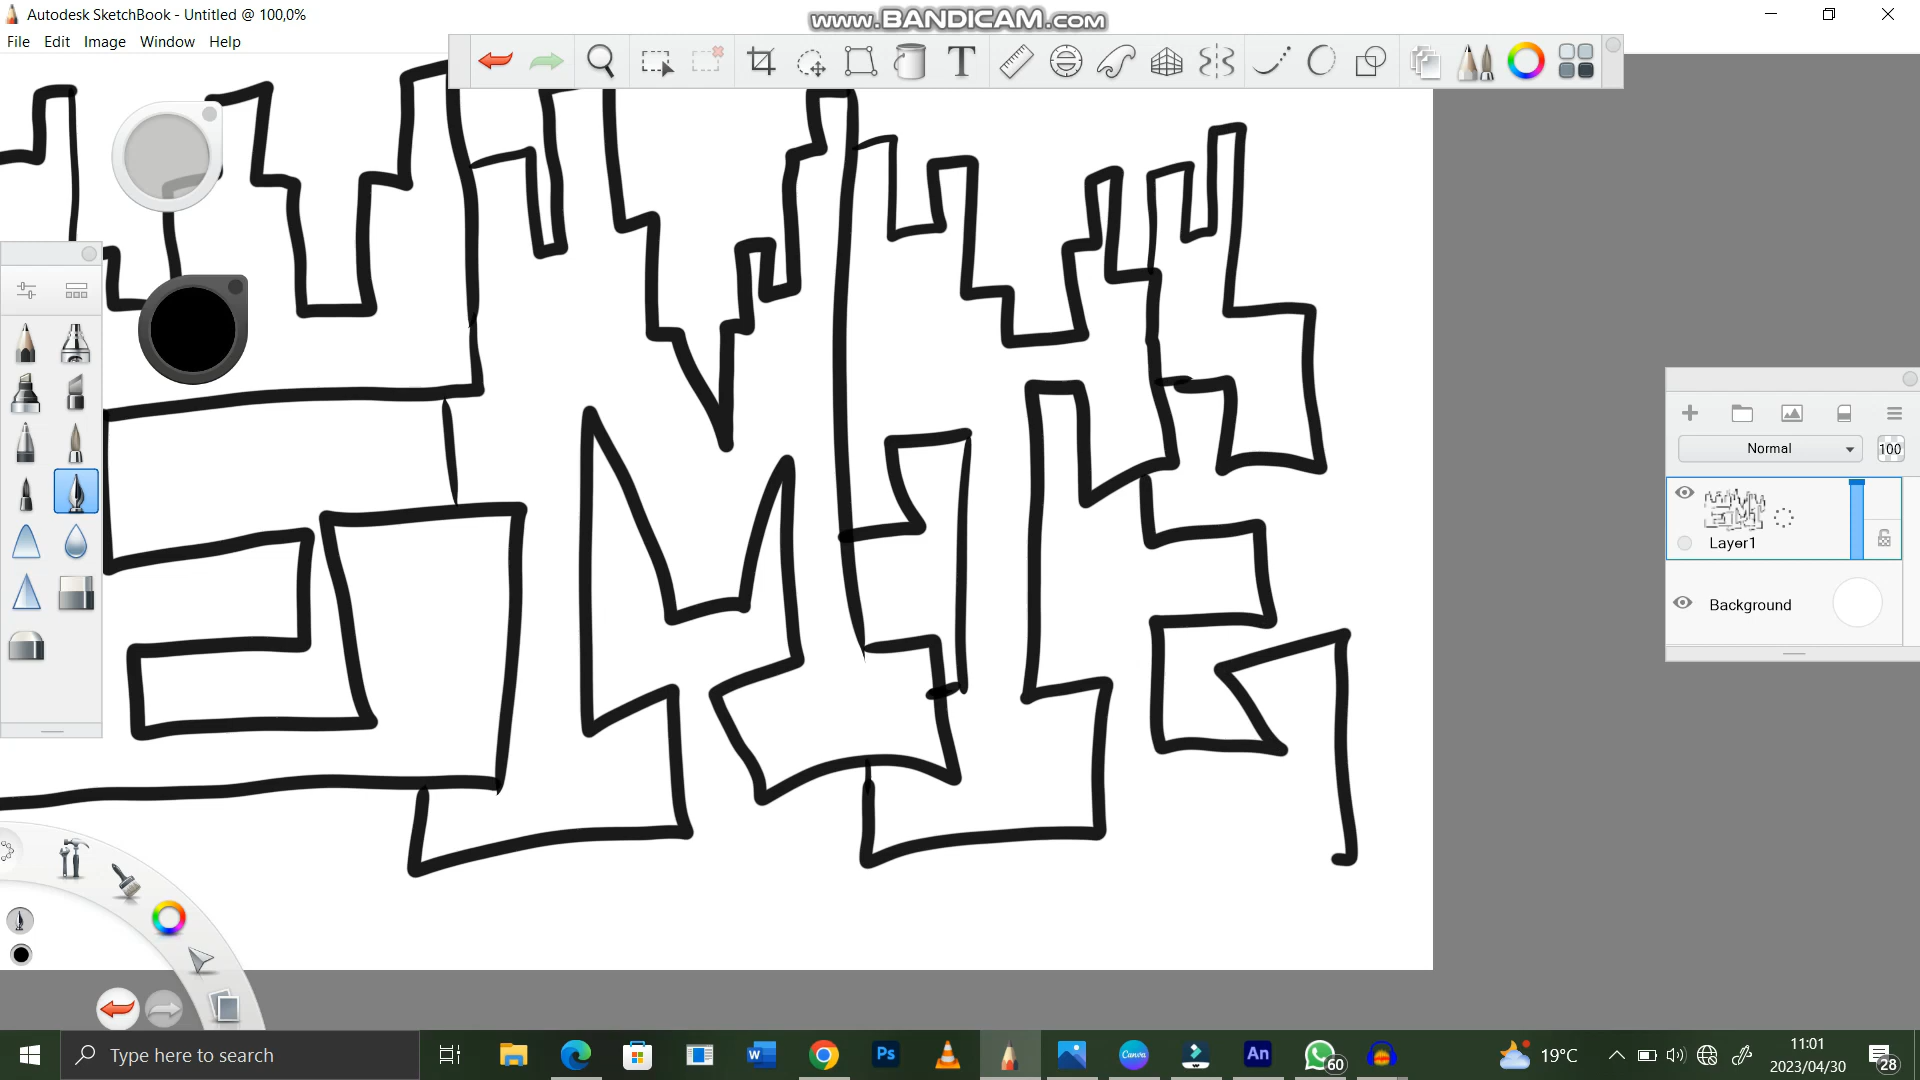 Autodesk SketchBook - Untitled @ 100,0%
www.BANDICAM.com
File Edit Image Window Help
T
Normal 100
Layer1
Background
Type here to search
W
Ps
Canva
An
60
19°C
11:01
2023/04/30
28